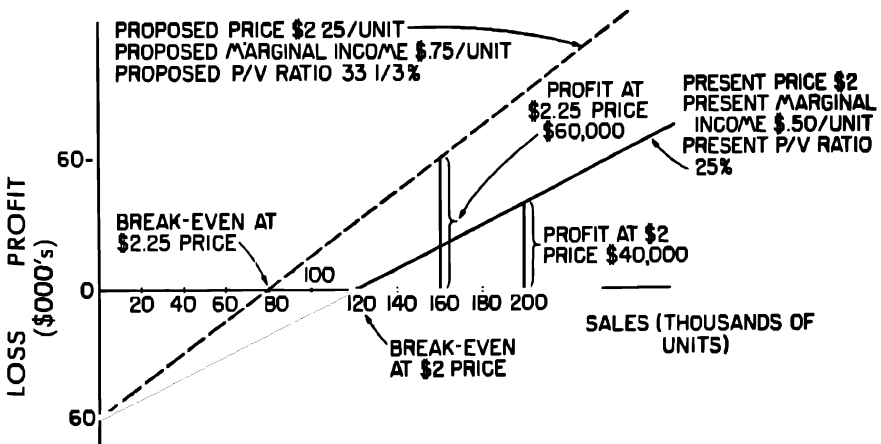 PROPOSED PRICE $2 25/UNIT
PROPOSED MARGINAL INCOME $.75/UNIT
PROPOSED P/V RATIO 33 1/3%
PROFIT AT
$2.25 PRICE
$60,000
PRESENT PRICE $2
PRESENT MARGINAL
INCOME $.50/UNIT
PRESENT P/V RATIO
25%
60-
BREAK-EVEN AT
$2.25 PRICE
PROFIT AT $2
PRICE $40,000
LOSS PROFIT
($000's)
100
0
20 40 60 80 120 140 160 180 200
SALES (THOUSANDS OF
UNITS)
BREAK-EVEN
AT $2 PRICE
60